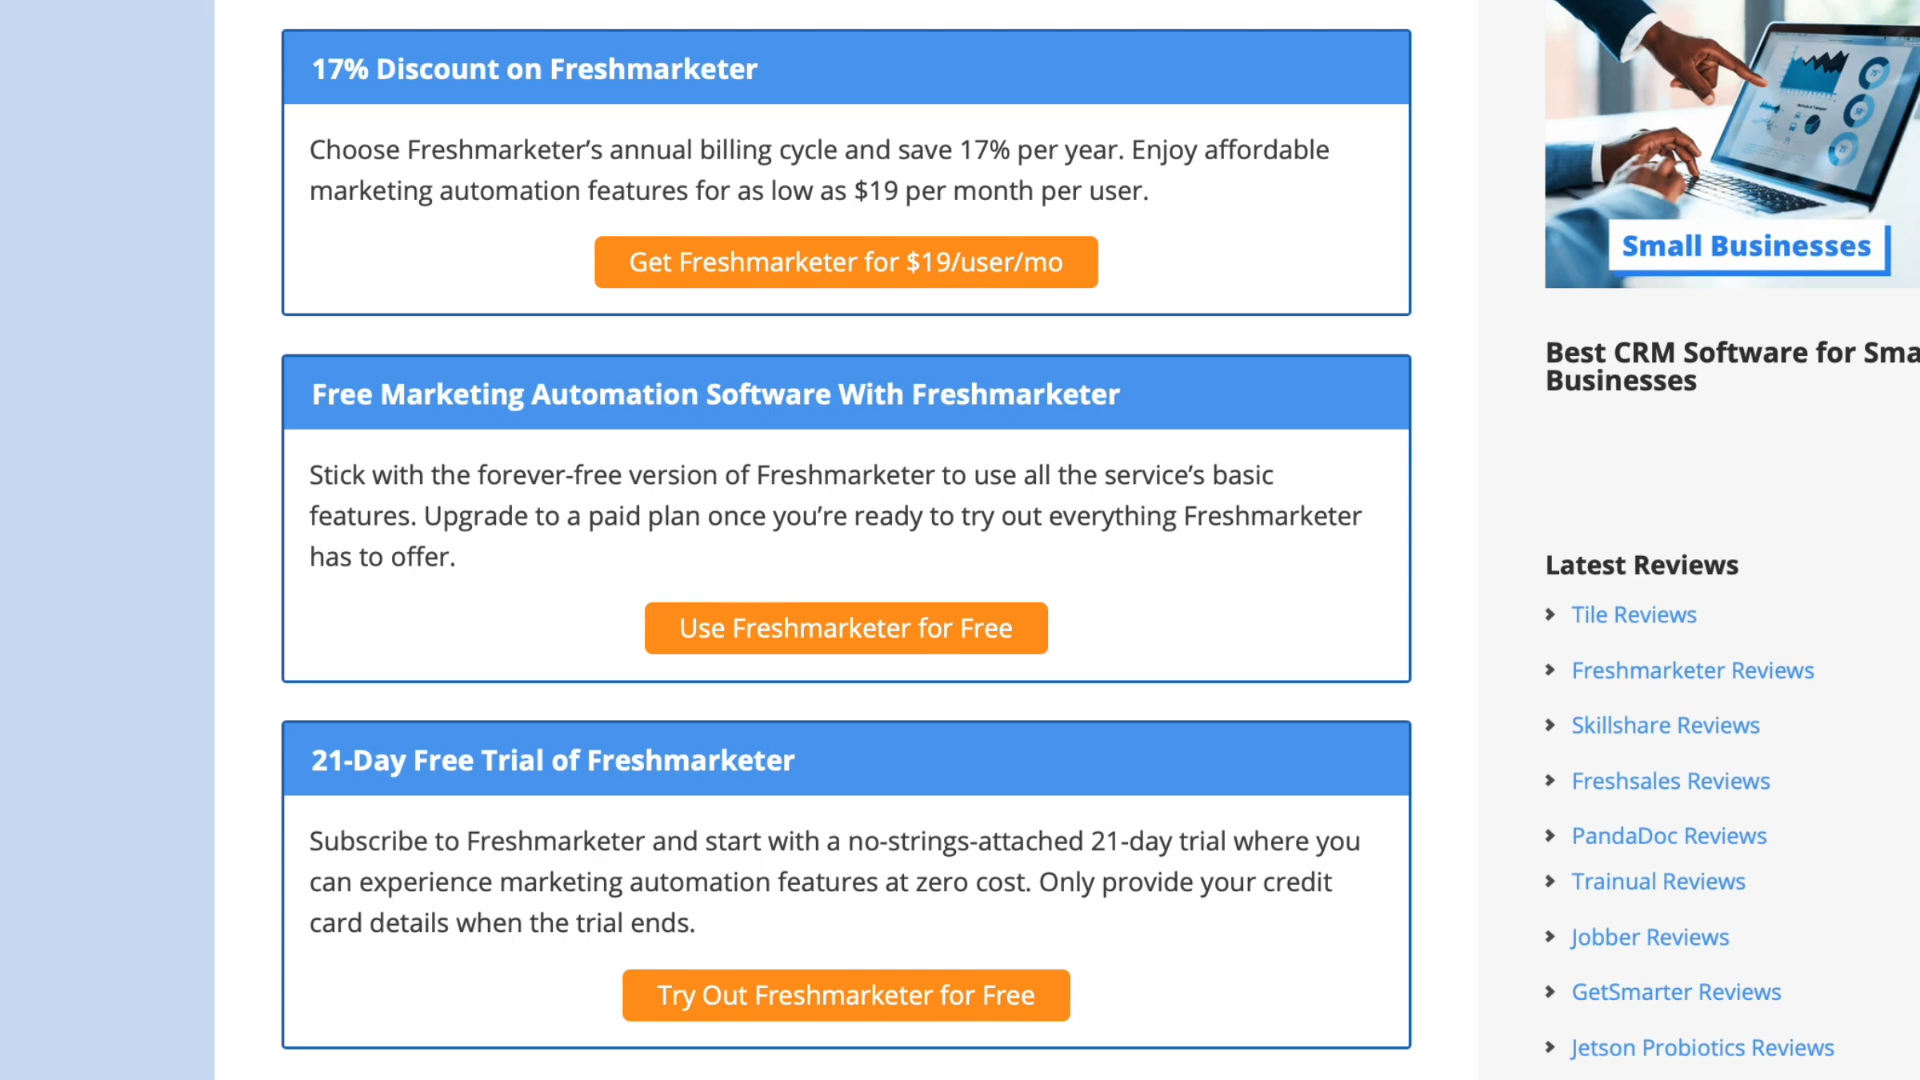 17% Discount on Freshmarketer
Choose Freshmarketer’s annual billing cycle and save 17% per year. Enjoy affordable
marketing automation features for as low as $19 per month per user.
Get Freshmarketer for $19/user/mo
Free Marketing Automation Software With Freshmarketer
Stick with the forever-free version of Freshmarketer to use all the service’s basic
features. Upgrade to a paid plan once you’re ready to try out everything Freshmarketer
has to offer.
Use Freshmarketer for Free
21-Day Free Trial of Freshmarketer
Subscribe to Freshmarketer and start with a no-strings-attached 21-day trial where you
can experience marketing automation features at zero cost. Only provide your credit
card details when the trial ends.
Try Out Freshmarketer for Free
Small Businesses
Best CRM Software for Sma
Businesses
Latest Reviews
Tile Reviews
Freshmarketer Reviews
Skillshare Reviews
Freshsales Reviews
PandaDoc Reviews
Trainual Reviews
Jobber Reviews
GetSmarter Reviews
Jetson Probiotics Reviews